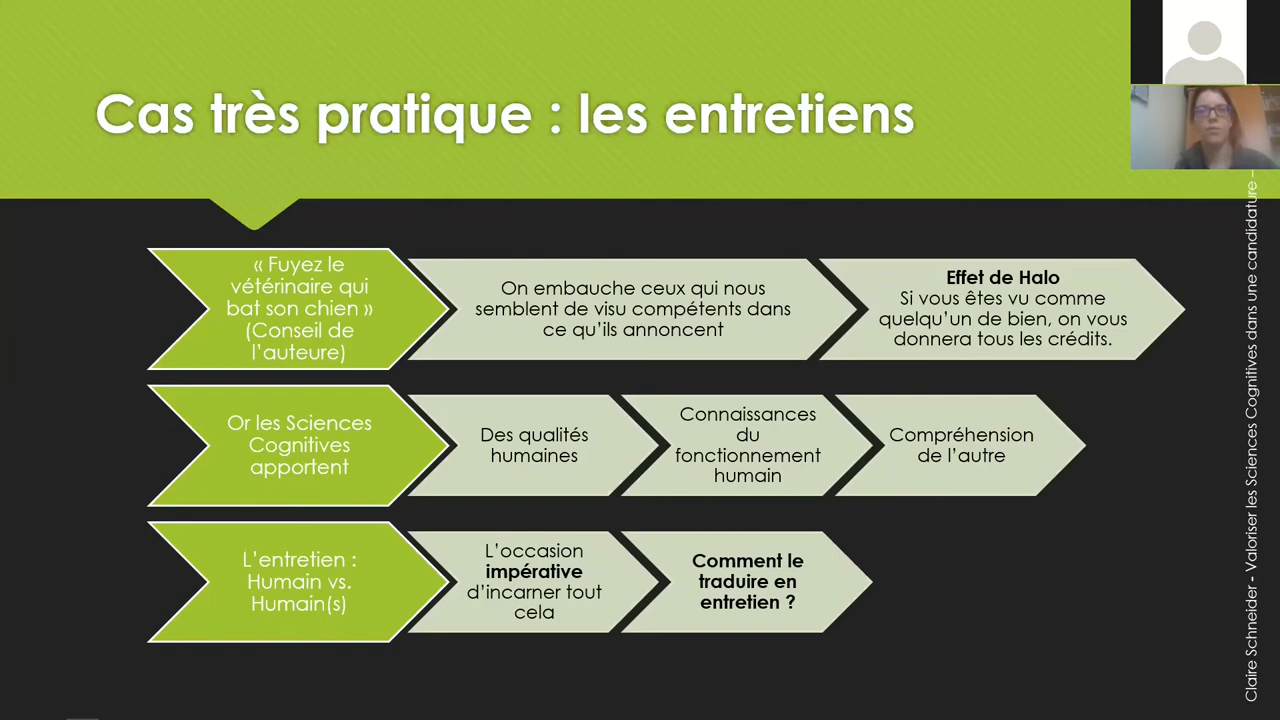 Cas très pratique : les entretiens
« Fuyez le
vétérinaire qui
bat son chien »
(Conseil de
l'auteure)
On embauche ceux qui nous
semblent de visu compétents dans
ce qu'ils annoncent
Effet de Halo
Si vous êtes vu comme
quelqu'un de bien, on vous
donnera tous les crédits.
Or les Sciences
Cognitives
apportent
Des qualités
humaines
Connaissances
du
fonctionnement
humain
Compréhension
de l'autre
L'entretien :
Humain vs.
Humain(s)
L'occasion
impérative
d'incarner tout
cela
Comment le
traduire en
entretien ?
Claire Schneider - Valoriser les Sciences Cognitives dans une candidature –